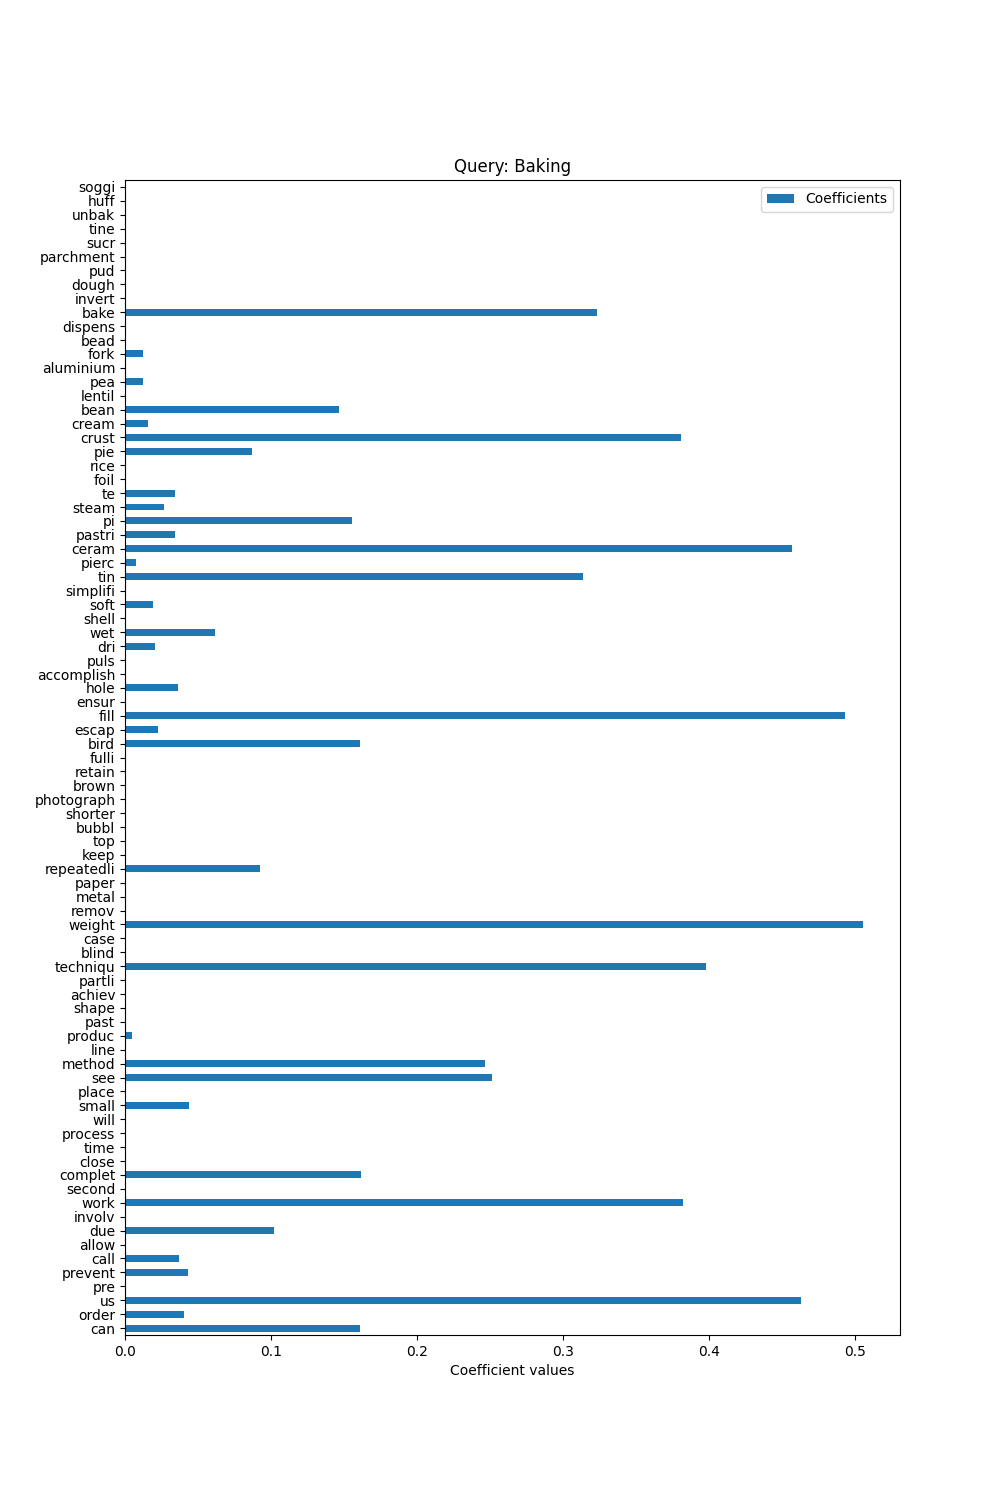 Query: Baking
Coefficients
soggi
huff
unbak
tine
sucr
parchment
pud
dough
invert
bake
dispens
bead
fork
aluminium
pea
lentil
bean
cream
crust
pie
rice
foil
te
steam
pi
pastri
ceram
pierc
tin
simplifi
soft
shell
wet
dri
puls
accomplish
hole
ensur
fill
escap
bird
fulli
retain
brown
photograph
shorter
bubbl
top
keep
repeatedli
paper
metal
remov
weight
case
blind
techniqu
partli
achiev
shape
past
produc
line
method
see
place
small
will
process
time
close
complet
second
work
involv
due
allow
call
prevent
pre
us
order
can
0.0 0.1 0.2 0.3 0.4 0.5
Coefficient values